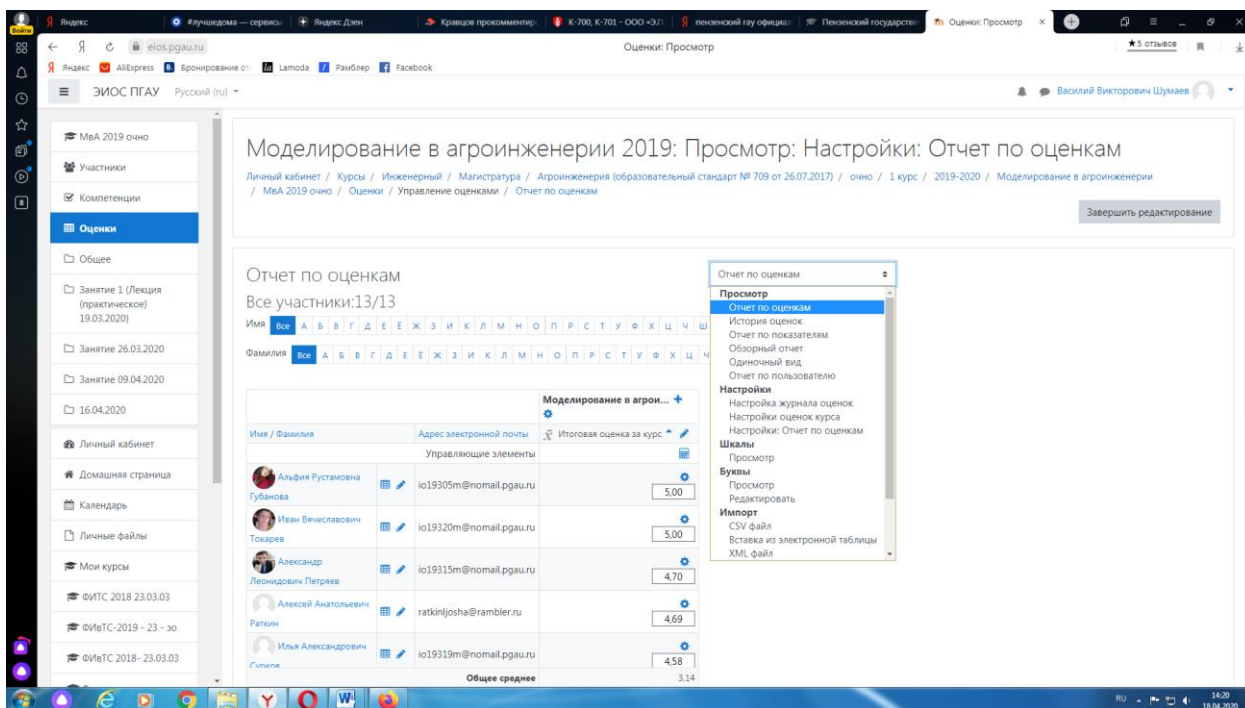 Яндекс
#лучшедома — сервисы
Яндекс Дзен
Кравцов прокомментир
К-700, К-701 - ООО «Э.Л.
пензенский гау официал
Пензенский государстве
Оценки: Просмотр
Войти
elos.pgau.ru
Оценки: Просмотр
5 отзывов
Яндекс
AliExpress
Бронирование от
Lamoda
Рамблер
Facebook
ЭИОС ПГАУ
Русский (ru)
Василий Викторович Шумаев
МвА 2019 очно
Участники
Компетенции
Оценки
Общее
Занятие 1 (Лекция
(практическое)
19.03.2020)
Занятие 26.03.2020
Занятие 09.04.2020
16.04.2020
Личный кабинет
Домашняя страница
Календарь
Личные файлы
Мои курсы
ФИТС 2018 23.03.03
ФИвТС-2019 - 23 - зо
ФИвТС 2018- 23.03.03
Моделирование в агроинженерии 2019: Просмотр: Настройки: Отчет по оценкам
Личный кабинет / Курсы / Инженерный / Магистратура / Агроинженерия (образовательный стандарт № 709 от 26.07.2017) / очно / 1 курс / 2019-2020 / Моделирование в агроинженерии
/ МвА 2019 очно / Оценки / Управление оценками / Отчет по оценкам
Завершить редактирование
Отчет по оценкам
Все участники:13/13
Имя Все А Б В Г Д Е Ё Ж З И К Л М Н О П Р С Т У Ф Х Ц Ч Ш
Фамилия Все А Б В Г Д Е Ё Ж З И К Л М Н О П Р С Т У Ф Х Ц Ч
Моделирование в агрои...
Имя / Фамилия
Адрес электронной почты
Итоговая оценка за курс
Управляющие элементы
Альфия Рустамовна
Губанова
io19305m@nomail.pgau.ru
5,00
Иван Вячеславович
Токарев
io19320m@nomail.pgau.ru
5,00
Александр
Леонидович Петряев
io19315m@nomail.pgau.ru
4,70
Алексей Анатольевич
Раткин
ratkinljosha@rambler.ru
4,69
Илья Александрович
Сурков
io19319m@nomail.pgau.ru
4,58
Общее среднее
3,14
Отчет по оценкам
Просмотр
Отчет по оценкам
История оценок
Отчет по показателям
Обзорный отчет
Одиночный вид
Отчет по пользователю
Настройки
Настройка журнала оценок
Настройки оценок курса
Настройки: Отчет по оценкам
Шкалы
Просмотр
Буквы
Просмотр
Редактировать
Импорт
CSV файл
Вставка из электронной таблицы
XML файл
RU
14:20
18.04.2020